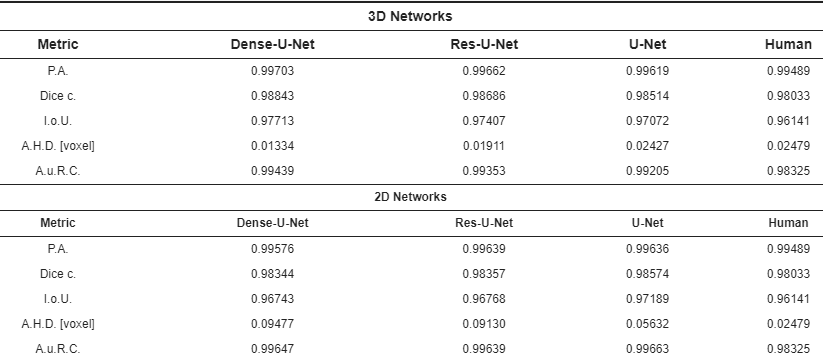 3D Networks
Metric Dense-U-Net Res-U-Net U-Net Human
P.A. 0.99703 0.99662 0.99619 0.99489
Dice c. 0.98843 0.98686 0.98514 0.98033
I.o.U. 0.97713 0.97407 0.97072 0.96141
A.H.D. [voxel] 0.01334 0.01911 0.02427 0.02479
A.u.R.C. 0.99439 0.99353 0.99205 0.98325
2D Networks
Metric Dense-U-Net Res-U-Net U-Net Human
P.A. 0.99576 0.99639 0.99636 0.99489
Dice c. 0.98344 0.98357 0.98574 0.98033
I.o.U. 0.96743 0.96768 0.97189 0.96141
A.H.D. [voxel] 0.09477 0.09130 0.05632 0.02479
A.u.R.C. 0.99647 0.99639 0.99663 0.98325